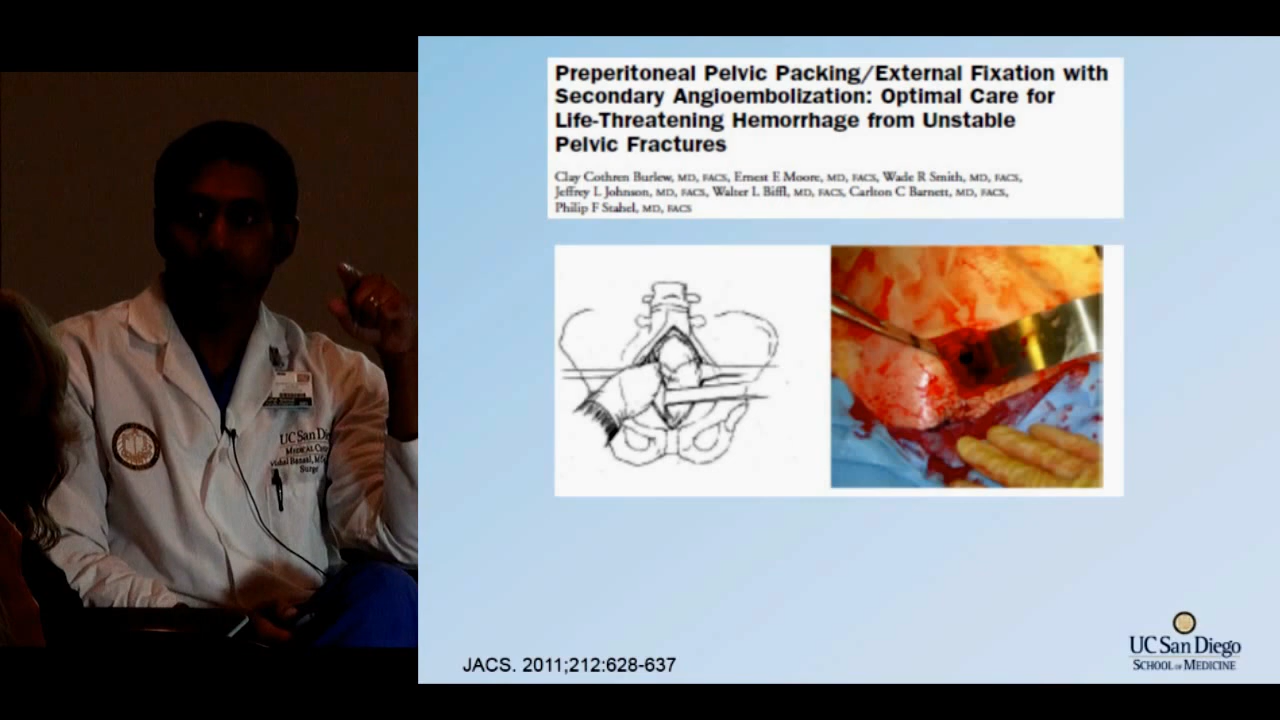 Preperitoneal Pelvic Packing/External Fixation with
Secondary Angioembolization: Optimal Care for
Life-Threatening Hemorrhage from Unstable
Pelvic Fractures
Clay Cothren Burlew, MD, FACS, Ernest E Moore, MD, FACS, Wade R Smith, MD, FACS,
Jeffrey L Johnson, MD, FACS, Walter L Biffl, MD, FACS, Carlton C Barnett, MD, FACS,
Philip F Stahel, MD, FACS
UC San Di
MEDICAL
Surge
JACS. 2011;212:628-637
UC San Diego
SCHOOL OF MEDICINE